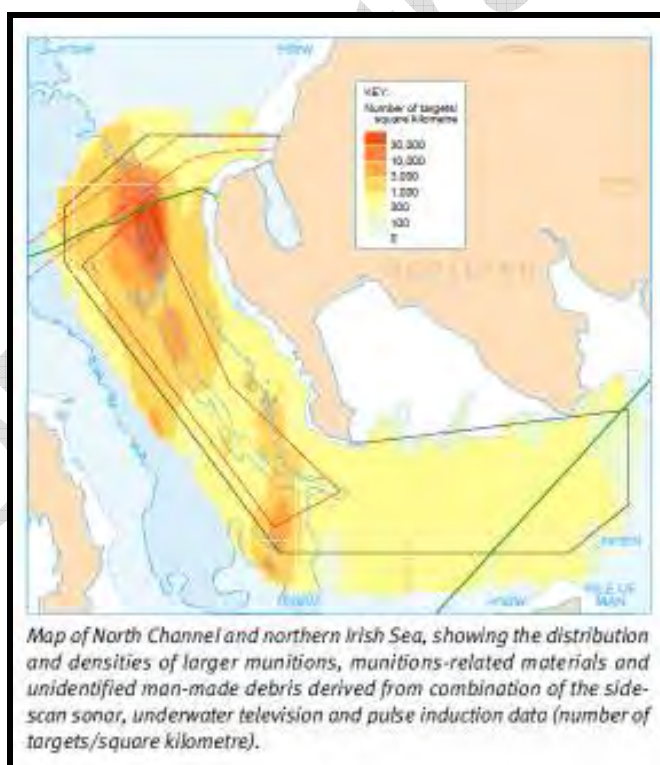 KEY:
Number of targets/
square kilometre
30,000
10,000
3,000
1,000
300
100
0
SCOTLAND
ISLE OF
MAN
Map of North Channel and northern Irish Sea, showing the distribution
and densities of larger munitions, munitions-related materials and
unidentified man-made debris derived from combination of the side-
scan sonar, underwater television and pulse induction data (number of
targets/square kilometre).